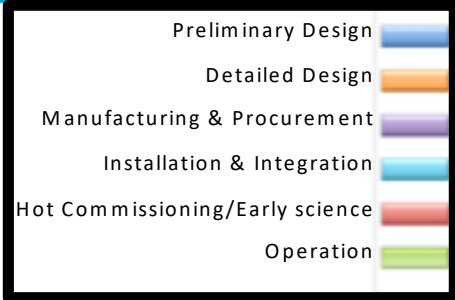 Preliminary Design
Detailed Design
Manufacturing & Procurement
Installation & Integration
Hot Commissioning/Early science
Operation